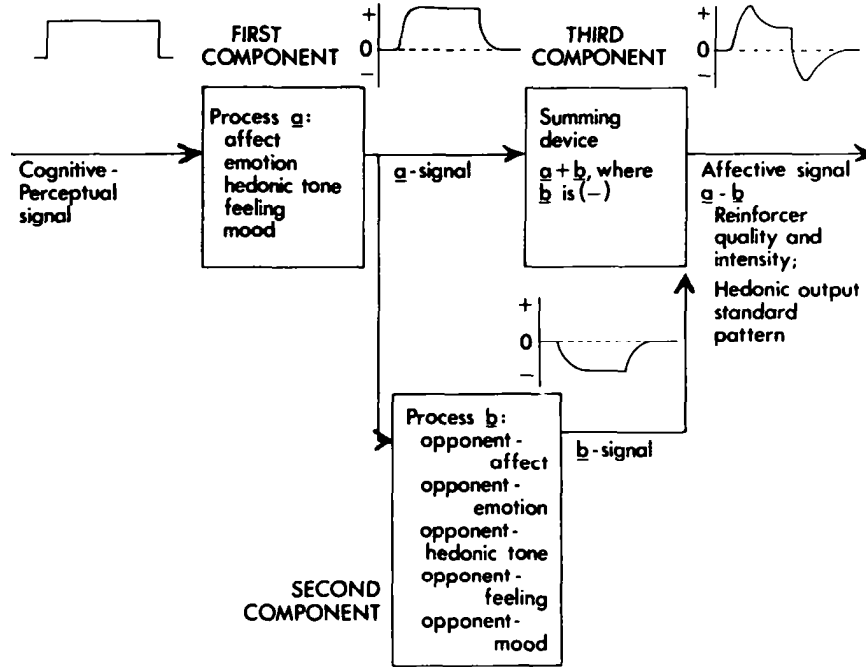 FIRST
COMPONENT
+
0
−
THIRD
COMPONENT
+
0
−
Cognitive-
Perceptual
signal
Process a:
affect
emotion
hedonic tone
feeling
mood
a-signal
Summing
device
a + b, where
b is (−)
Affective signal
a - b
Reinforcer
quality and
intensity;
Hedonic output
standard
pattern
+
0
−
SECOND
COMPONENT
Process b:
opponent-
affect
opponent-
emotion
opponent-
hedonic tone
opponent-
feeling
opponent-
mood
b-signal